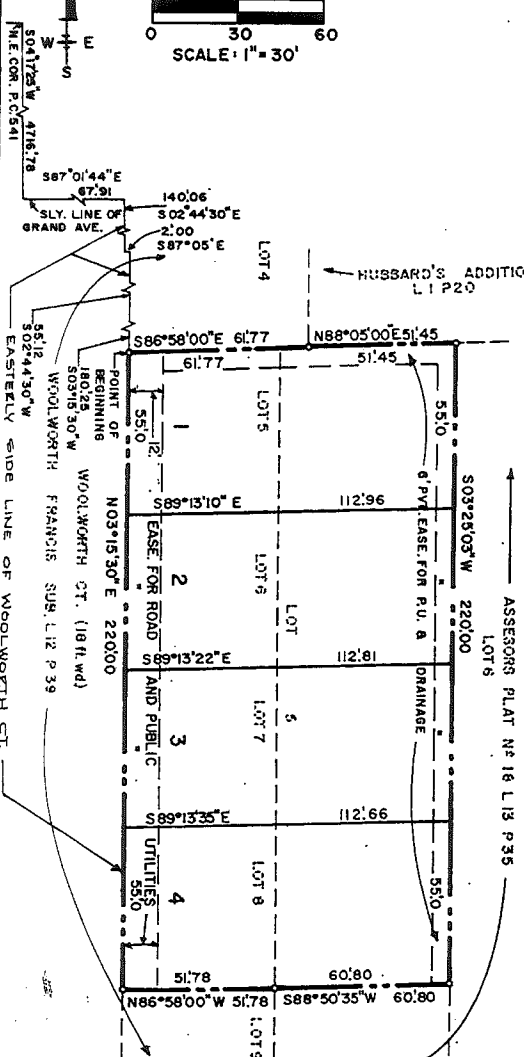 0 30 60
SCALE: 1"= 30'
W E
S
S04°17'25"W 4716.78
N.E. COR. P.C. 541
S87°01'44"E
67.91
140.06
S02°44'30"E
SLY. LINE OF
GRAND AVE.
2.00
S87°05'E
LOT 4
HUBBARD'S ADDITIO
L 1 P20
55.12
S02°44'30"W
S86°58'00"E 61.77
N88°05'00"E 51.45
61.77
51.45
180.25
S03°15'30"W
POINT OF
BEGINNING
55.0
12.
1
LOT 5
55.0
6' PVT. EASE. FOR P.U. &
DRAINAGE
S89°13'10" E
112.96
EASTERLY SIDE LINE OF WOOLWORTH CT.
WOOLWORTH FRANCIS SUB. L 12 P 39
WOOLWORTH CT. (18 ft. wd)
N03°15'30"E 220.00
EASE. FOR ROAD AND PUBLIC
UTILITIES
2
"
LOT 6
LOT
5
"
S03°25'03"W 220.00
LOT 6
ASSESORS PLAT Nº 18 L 13 P35
S89°13'22"E
112.81
3
"
LOT 7
"
S89°13'35"E
112.66
4
55.0
LOT 8
55.0
51.78
60.80
N86°58'00"W 51.78
S88°50'35"W 60.80
LOT 9